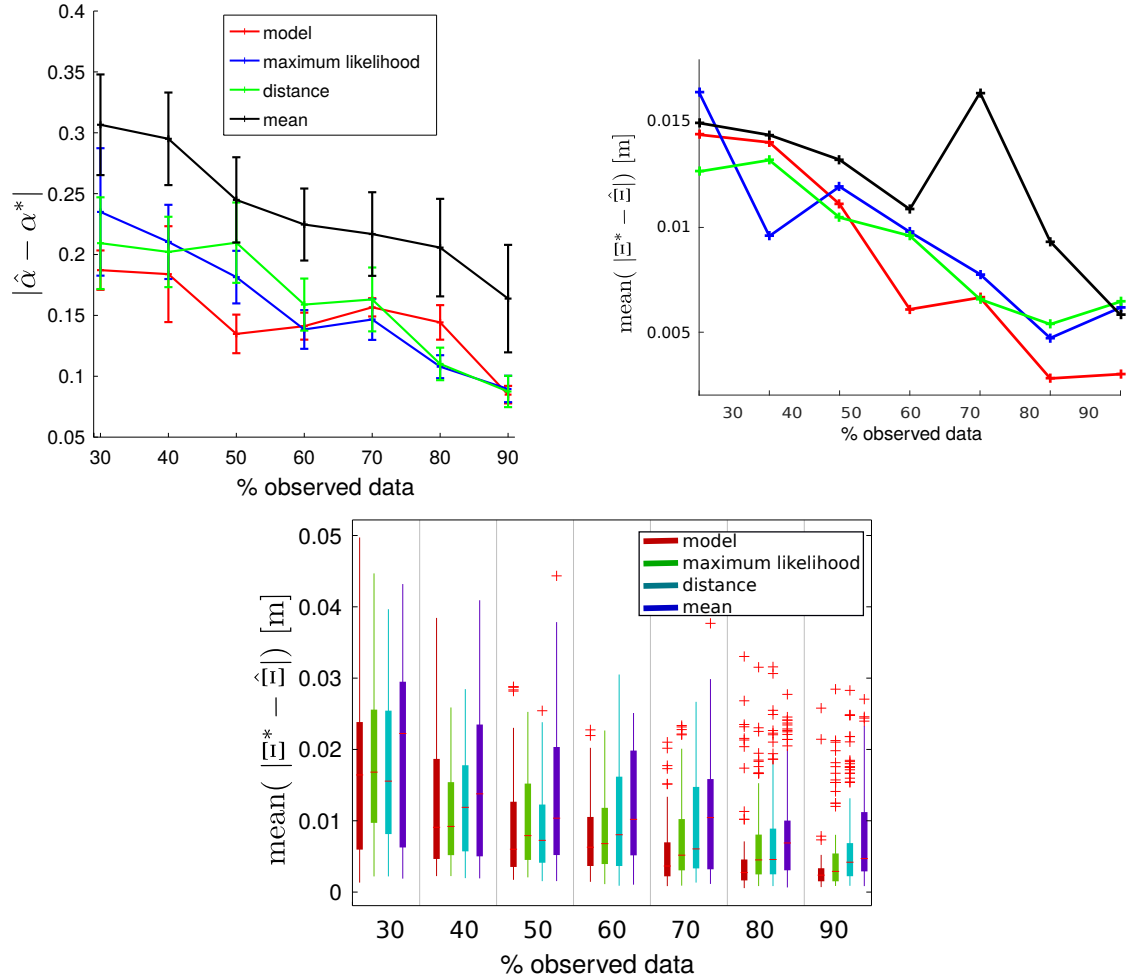 0.4
0.35
0.3
0.25
0.2
0.15
0.1
0.05
|α̂ − α*|
model
maximum likelihood
distance
mean
30 40 50 60 70 80 90
% observed data
0.015
0.01
0.005
mean( |Ξ* − Ξ̂|) [m]
30 40 50 60 70 80 90
% observed data
0.05
0.04
0.03
0.02
0.01
0
mean( |Ξ* − Ξ̂|) [m]
model
maximum likelihood
distance
mean
30 40 50 60 70 80 90
% observed data